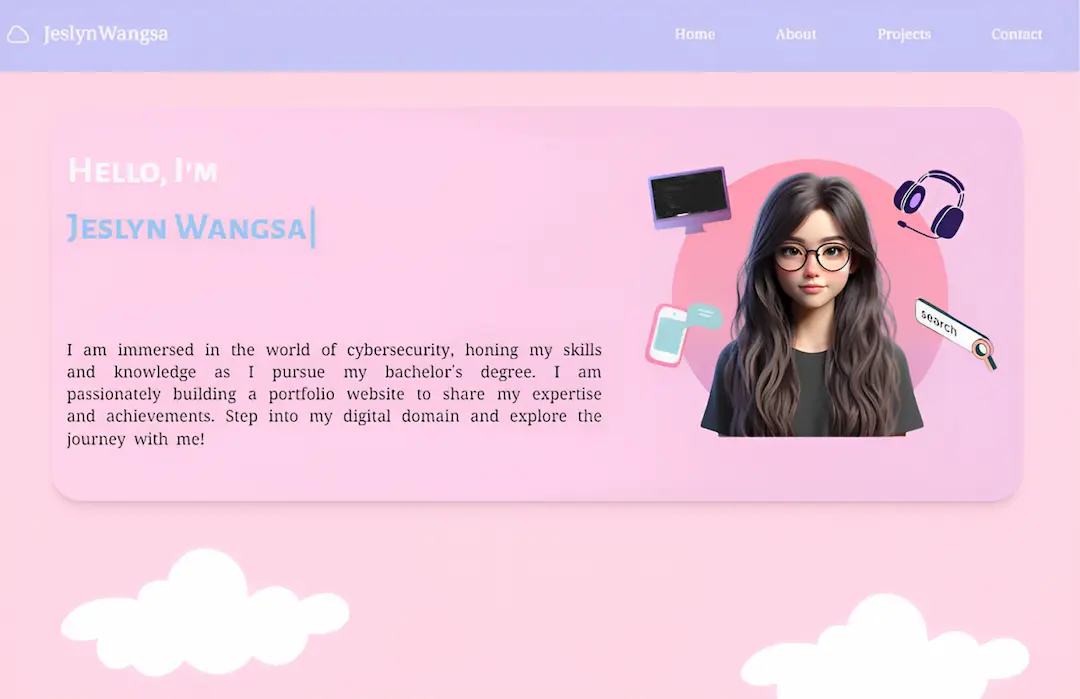 JeslynWangsa
Home About Projects Contact
Hello, I'm
Jeslyn Wangsa
I am immersed in the world of cybersecurity, honing my skills
and knowledge as I pursue my bachelor's degree. I am
passionately building a portfolio website to share my expertise
and achievements. Step into my digital domain and explore the
journey with me!
search